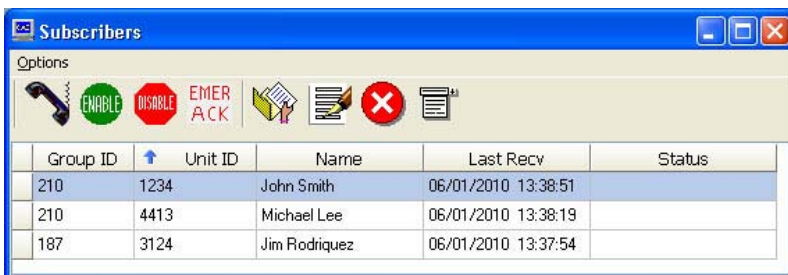 Subscribers
Options
ENABLE DISABLE EMER ACK
Group ID Unit ID Name Last Recv Status
210 1234 John Smith 06/01/2010 13:38:51
210 4413 Michael Lee 06/01/2010 13:38:19
187 3124 Jim Rodriquez 06/01/2010 13:37:54